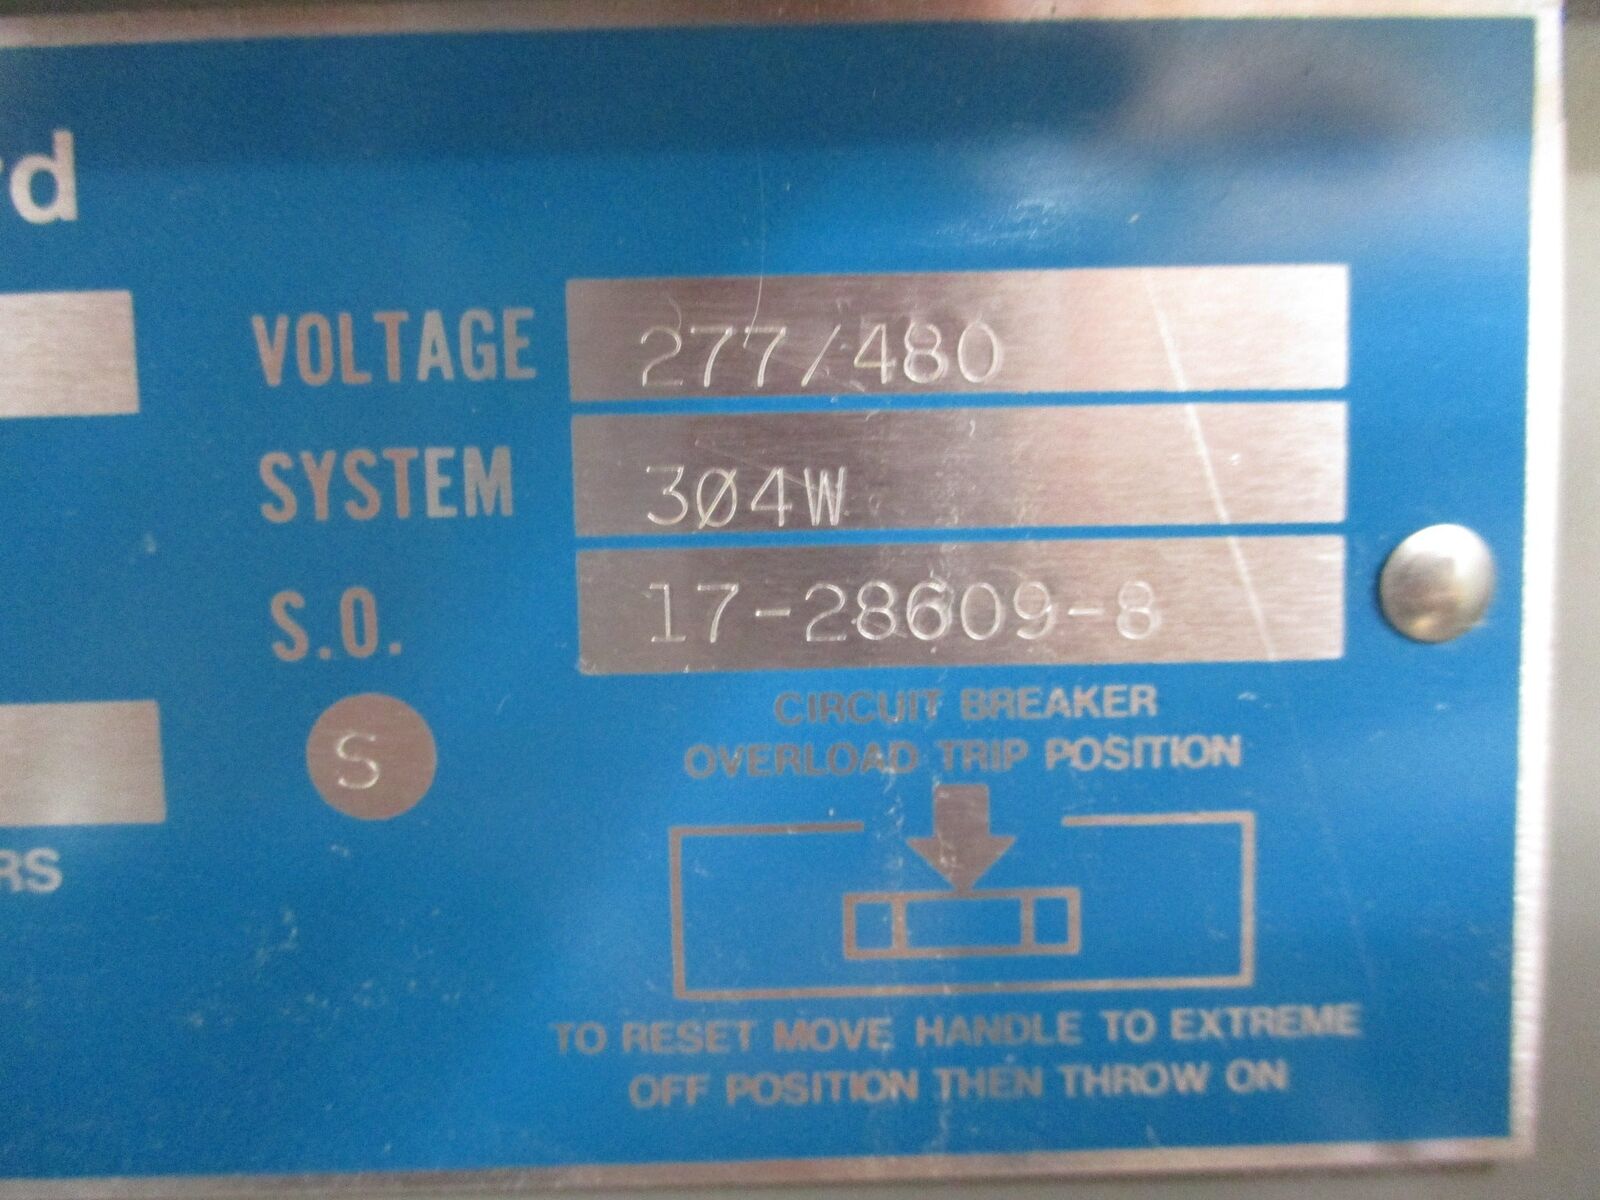 rd
VOLTAGE 277/480
SYSTEM 3Ø4W
S.O. 17-28609-8
S
CIRCUIT BREAKER
OVERLOAD TRIP POSITION
RS
TO RESET MOVE HANDLE TO EXTREME
OFF POSITION THEN THROW ON